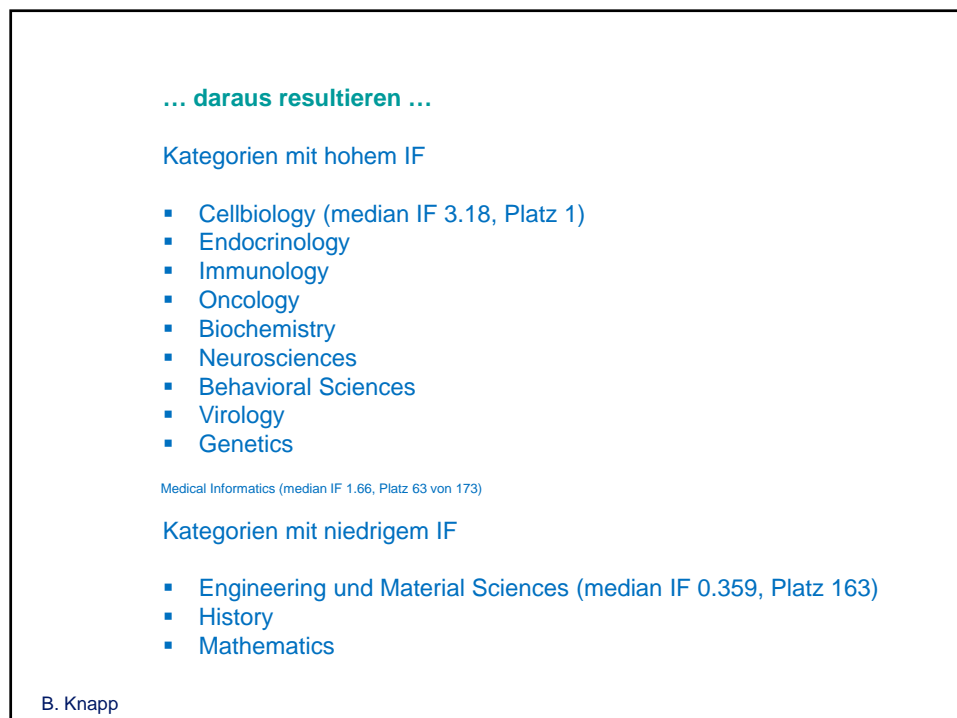 … daraus resultieren …
Kategorien mit hohem IF
▪ Cellbiology (median IF 3.18, Platz 1)
▪ Endocrinology
▪ Immunology
▪ Oncology
▪ Biochemistry
▪ Neurosciences
▪ Behavioral Sciences
▪ Virology
▪ Genetics
Medical Informatics (median IF 1.66, Platz 63 von 173)
Kategorien mit niedrigem IF
▪ Engineering und Material Sciences (median IF 0.359, Platz 163)
▪ History
▪ Mathematics
B. Knapp